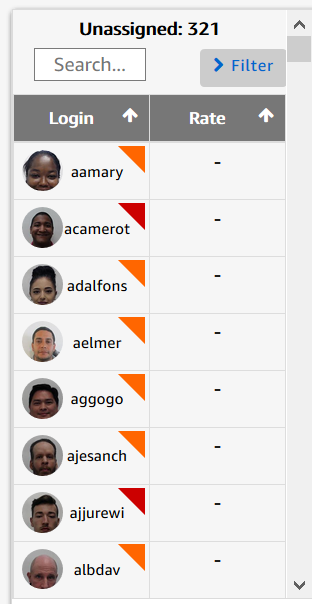 Unassigned: 321
Search...
Filter
Login Rate
aamary -
acamerot -
adalfons -
aelmer -
aggogo -
ajesanch -
ajjurewi -
albdav -